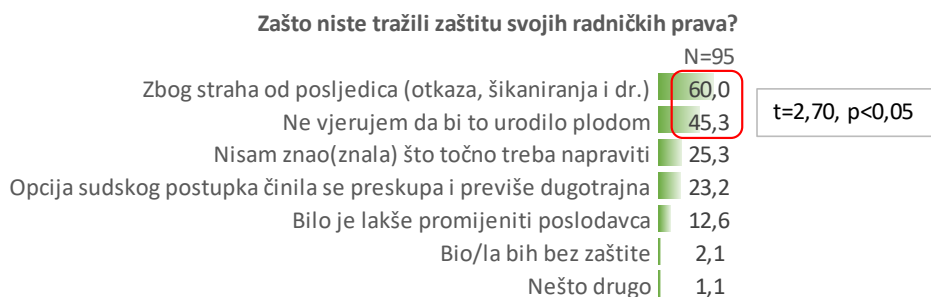 Zašto niste tražili zaštitu svojih radničkih prava?
N=95
Zbog straha od posljedica (otkaza, šikaniranja i dr.) 60,0
Ne vjerujem da bi to urodilo plodom 45,3
t=2,70, p<0,05
Nisam znao(znala) što točno treba napraviti 25,3
Opcija sudskog postupka činila se preskupa i previše dugotrajna 23,2
Bilo je lakše promijeniti poslodavca 12,6
Bio/la bih bez zaštite 2,1
Nešto drugo 1,1